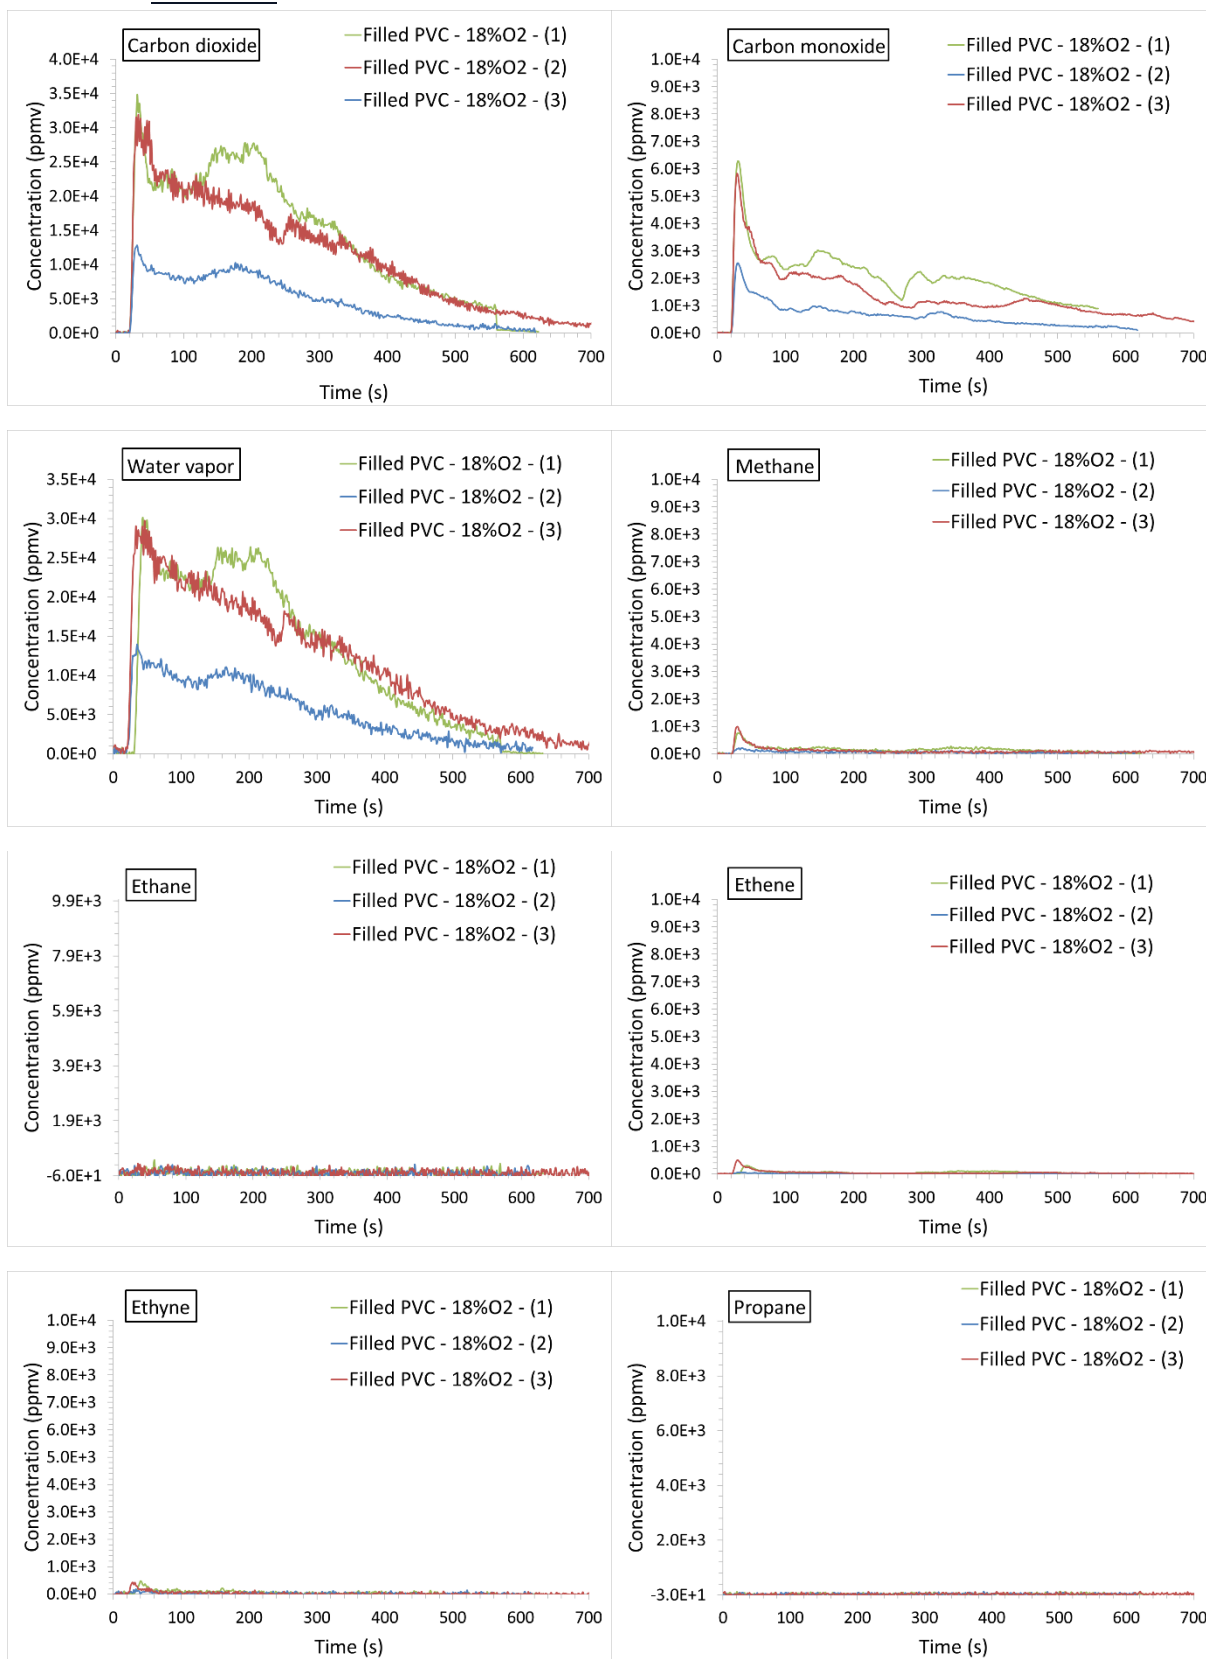 Carbon dioxide
Filled PVC - 18%O2 - (1)
Filled PVC - 18%O2 - (2)
Filled PVC - 18%O2 - (3)
Concentration (ppmv)
4.0E+4
3.5E+4
3.0E+4
2.5E+4
2.0E+4
1.5E+4
1.0E+4
5.0E+3
0.0E+0
0 100 200 300 400 500 600 700
Time (s)
Carbon monoxide
Filled PVC - 18%O2 - (1)
Filled PVC - 18%O2 - (2)
Filled PVC - 18%O2 - (3)
Concentration (ppmv)
1.0E+4
9.0E+3
8.0E+3
7.0E+3
6.0E+3
5.0E+3
4.0E+3
3.0E+3
2.0E+3
1.0E+3
0.0E+0
0 100 200 300 400 500 600 700
Time (s)
Water vapor
Filled PVC - 18%O2 - (1)
Filled PVC - 18%O2 - (2)
Filled PVC - 18%O2 - (3)
Concentration (ppmv)
3.5E+4
3.0E+4
2.5E+4
2.0E+4
1.5E+4
1.0E+4
5.0E+3
0.0E+0
0 100 200 300 400 500 600 700
Time (s)
Methane
Filled PVC - 18%O2 - (1)
Filled PVC - 18%O2 - (2)
Filled PVC - 18%O2 - (3)
Concentration (ppmv)
1.0E+4
9.0E+3
8.0E+3
7.0E+3
6.0E+3
5.0E+3
4.0E+3
3.0E+3
2.0E+3
1.0E+3
0.0E+0
0 100 200 300 400 500 600 700
Time (s)
Ethane
Filled PVC - 18%O2 - (1)
Filled PVC - 18%O2 - (2)
Filled PVC - 18%O2 - (3)
Concentration (ppmv)
9.9E+3
7.9E+3
5.9E+3
3.9E+3
1.9E+3
-6.0E+1
0 100 200 300 400 500 600 700
Time (s)
Ethene
Filled PVC - 18%O2 - (1)
Filled PVC - 18%O2 - (2)
Filled PVC - 18%O2 - (3)
Concentration (ppmv)
1.0E+4
9.0E+3
8.0E+3
7.0E+3
6.0E+3
5.0E+3
4.0E+3
3.0E+3
2.0E+3
1.0E+3
0.0E+0
0 100 200 300 400 500 600 700
Time (s)
Ethyne
Filled PVC - 18%O2 - (1)
Filled PVC - 18%O2 - (2)
Filled PVC - 18%O2 - (3)
Concentration (ppmv)
1.0E+4
9.0E+3
8.0E+3
7.0E+3
6.0E+3
5.0E+3
4.0E+3
3.0E+3
2.0E+3
1.0E+3
0.0E+0
0 100 200 300 400 500 600 700
Time (s)
Propane
Filled PVC - 18%O2 - (1)
Filled PVC - 18%O2 - (2)
Filled PVC - 18%O2 - (3)
Concentration (ppmv)
1.0E+4
8.0E+3
6.0E+3
4.0E+3
2.0E+3
-3.0E+1
0 100 200 300 400 500 600 700
Time (s)